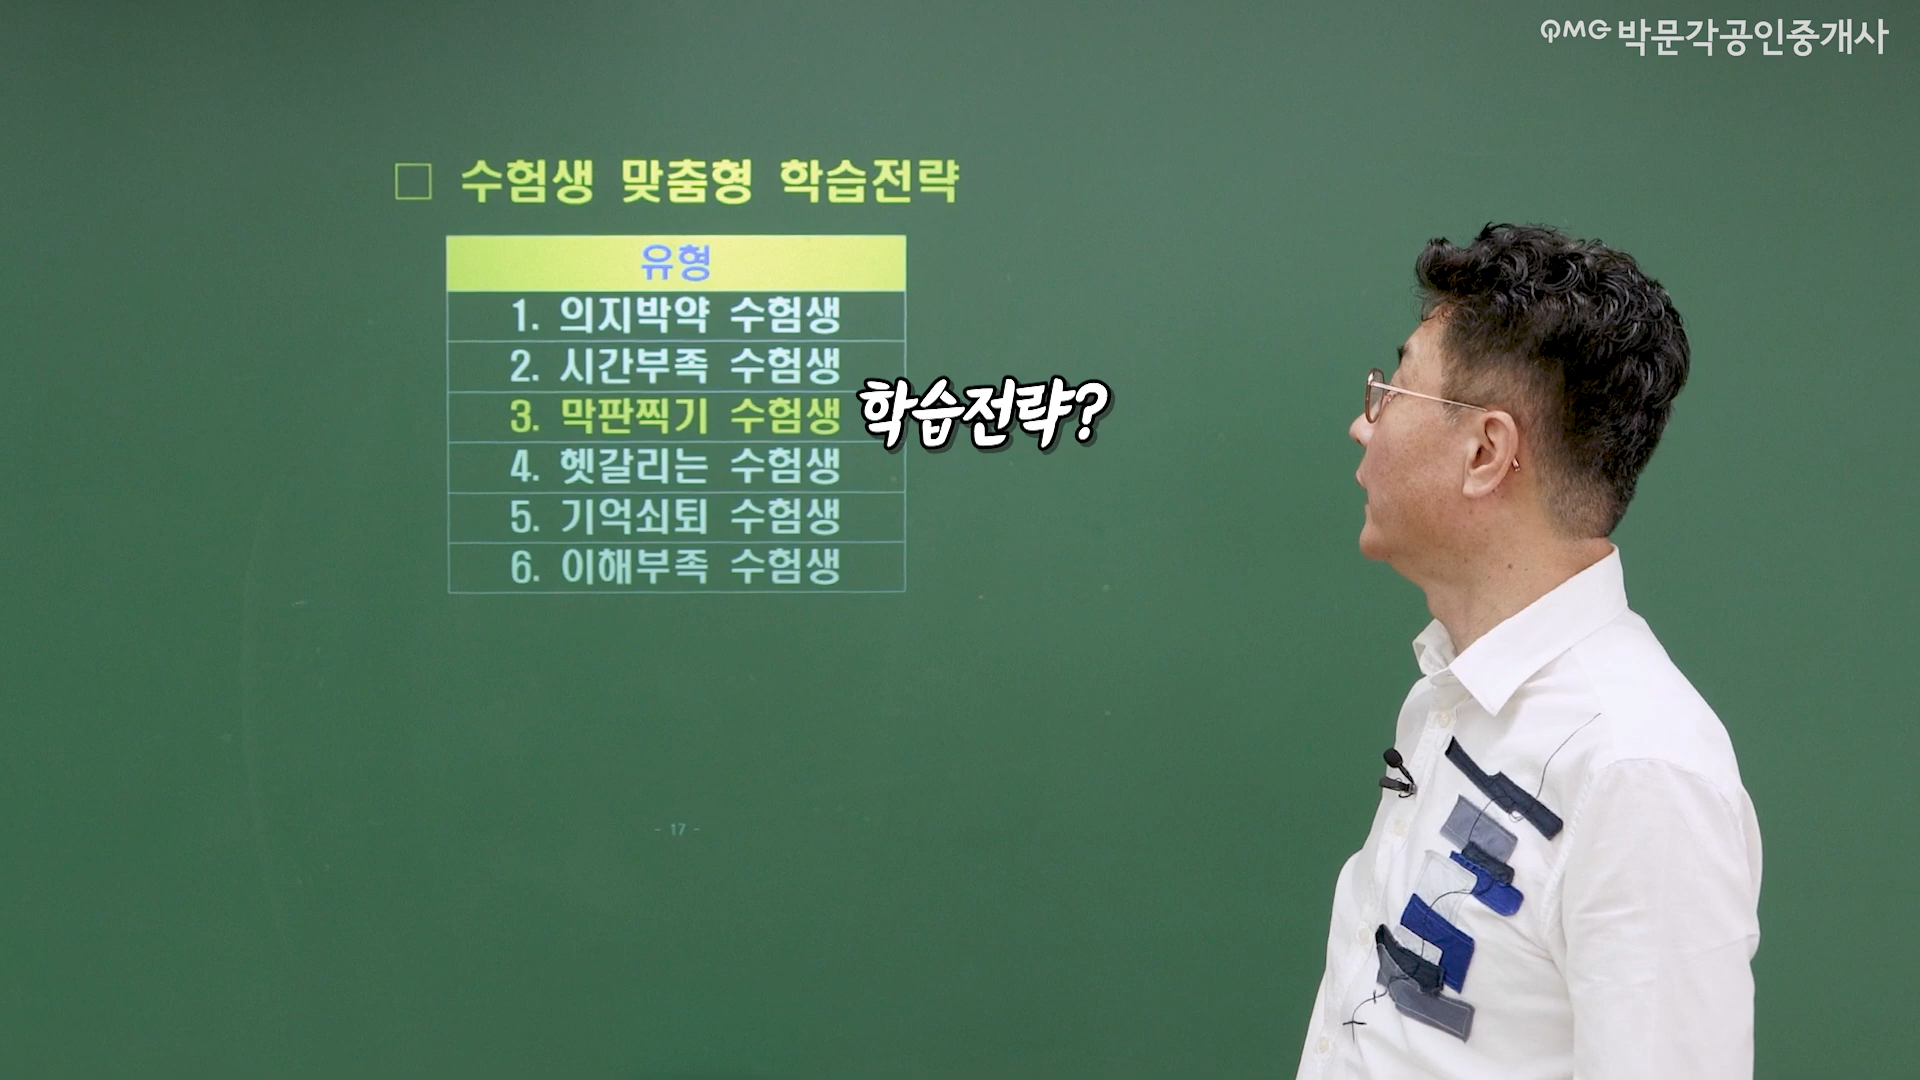 PMG 박문각공인중개사
□ 수험생 맞춤형 학습전략
유형
1. 의지박약 수험생
2. 시간부족 수험생
3. 막판찍기 수험생
학습전략?
4. 헷갈리는 수험생
5. 기억쇠퇴 수험생
6. 이해부족 수험생
- 17 -